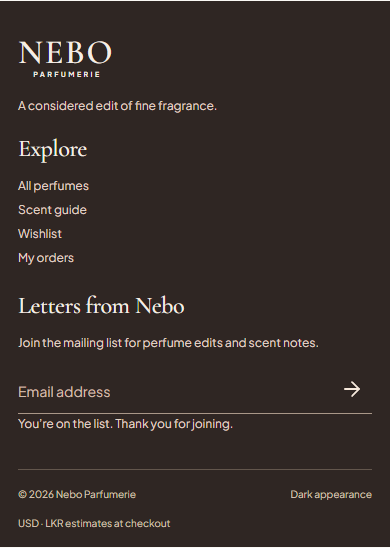 NEBO
PARFUMERIE
A considered edit of fine fragrance.
Explore
All perfumes
Scent guide
Wishlist
My orders
Letters from Nebo
Join the mailing list for perfume edits and scent notes.
Email address
You're on the list. Thank you for joining.
© 2026 Nebo Parfumerie
Dark appearance
USD · LKR estimates at checkout